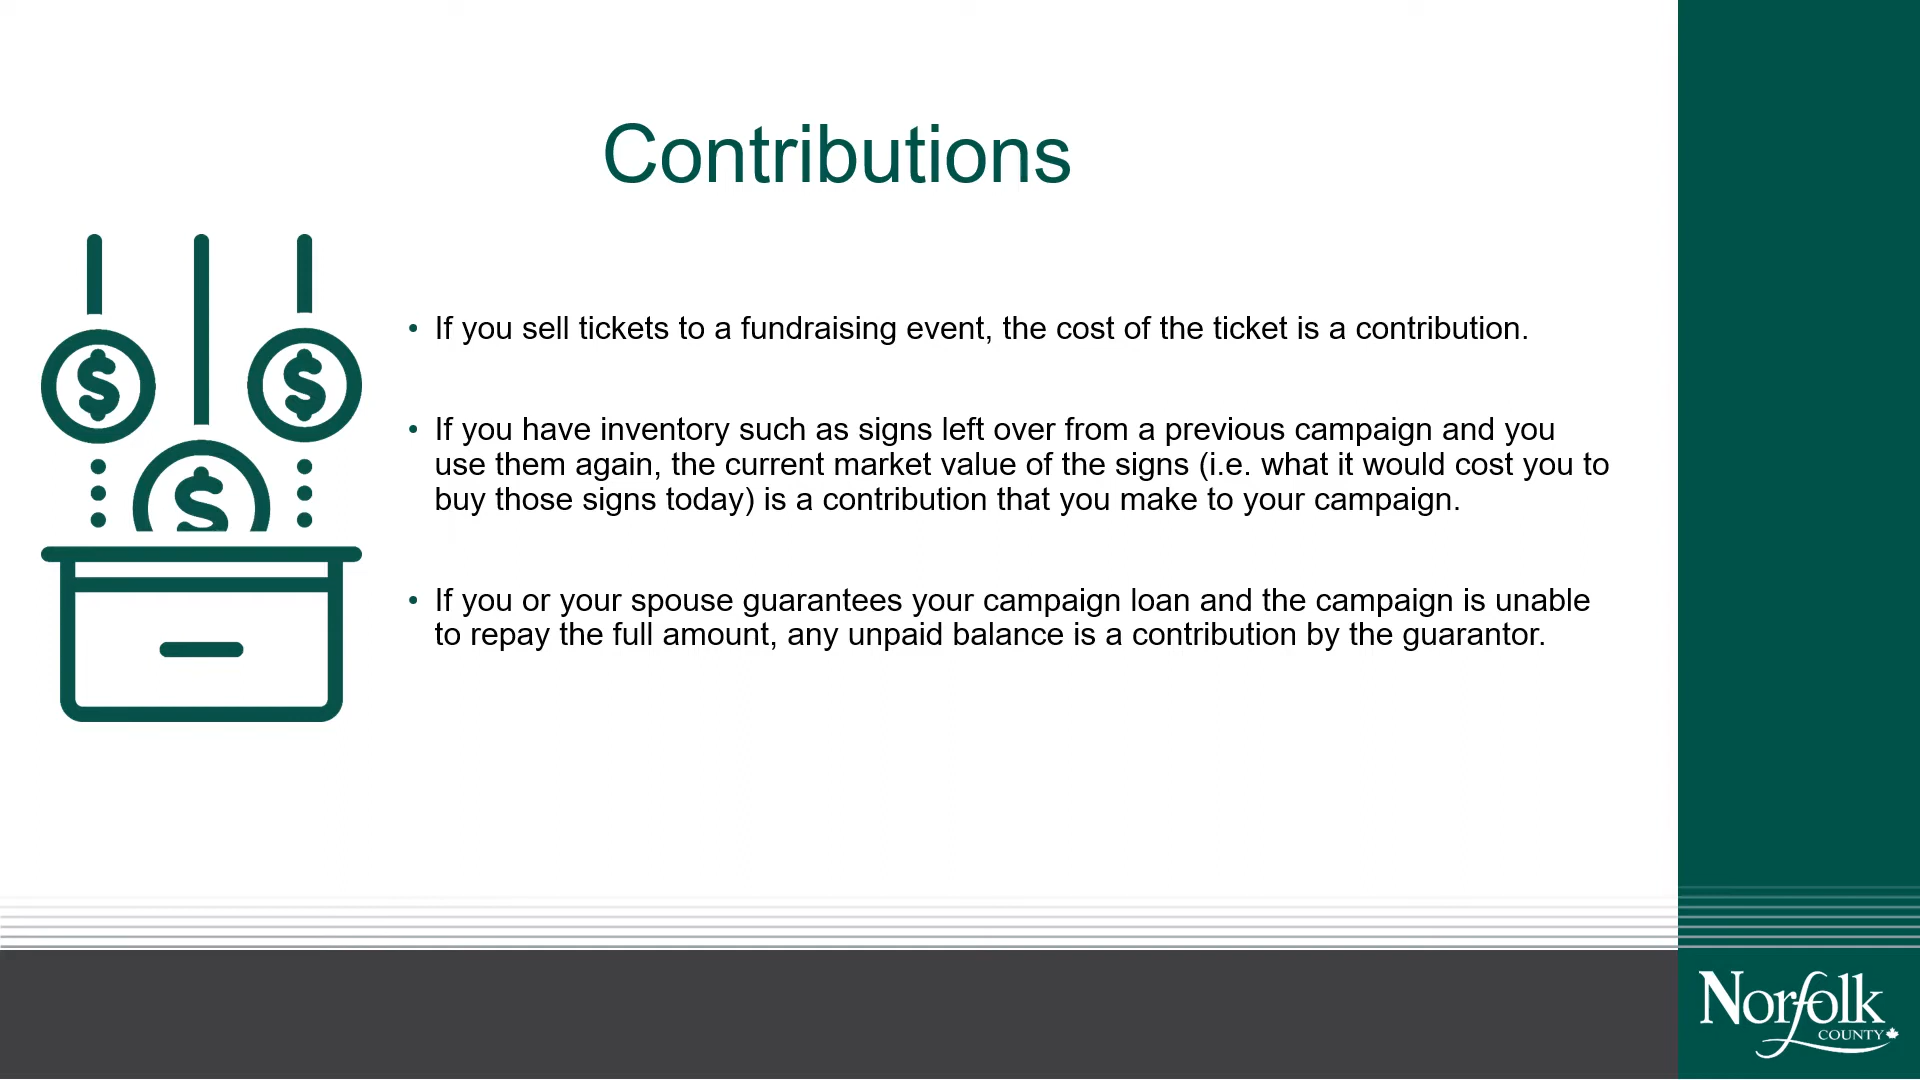 Contributions
• If you sell tickets to a fundraising event, the cost of the ticket is a contribution.
• If you have inventory such as signs left over from a previous campaign and you
use them again, the current market value of the signs (i.e. what it would cost you to
buy those signs today) is a contribution that you make to your campaign.
• If you or your spouse guarantees your campaign loan and the campaign is unable
to repay the full amount, any unpaid balance is a contribution by the guarantor.
$
$
$
Norfolk
COUNTY